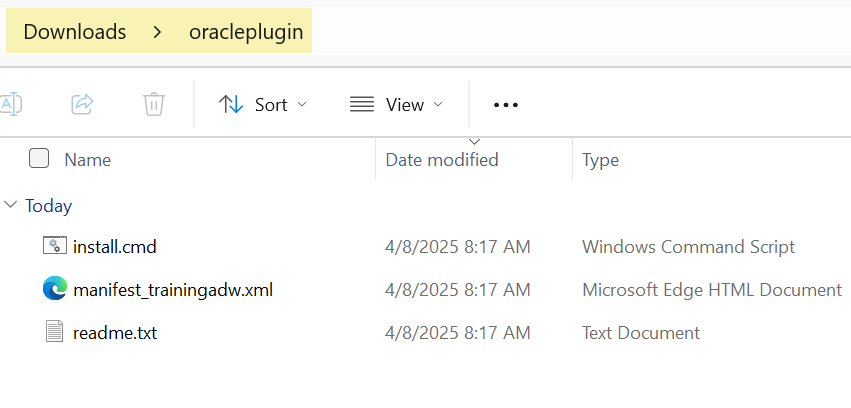 Downloads > oracleplugin
A Sort View ...
Name Date modified Type
Today
install.cmd 4/8/2025 8:17 AM Windows Command Script
manifest_trainingadw.xml 4/8/2025 8:17 AM Microsoft Edge HTML Document
readme.txt 4/8/2025 8:17 AM Text Document